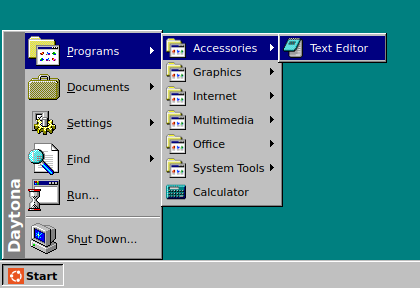 Programs
Documents
Settings
Find
Run...
Shut Down...
Daytona
Accessories
Graphics
Internet
Multimedia
Office
System Tools
Calculator
Text Editor
Start